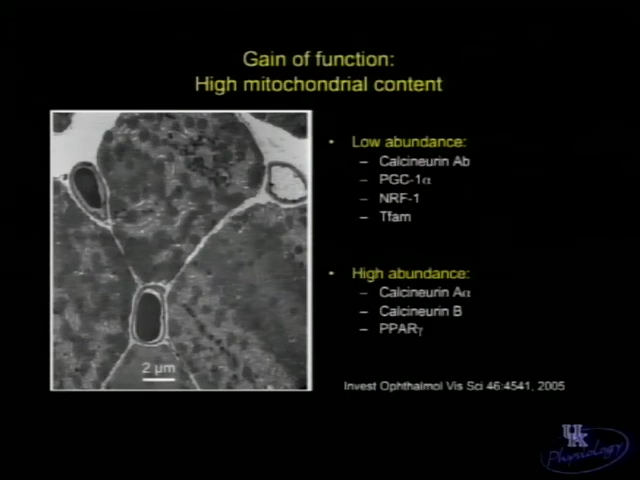 Gain of function:
High mitochondrial content
• Low abundance:
– Calcineurin Ab
– PGC-1α
– NRF-1
– Tfam
• High abundance:
– Calcineurin Aα
– Calcineurin B
– PPARγ
2 µm
Invest Ophthalmol Vis Sci 46:4541, 2005
UK
Physiology